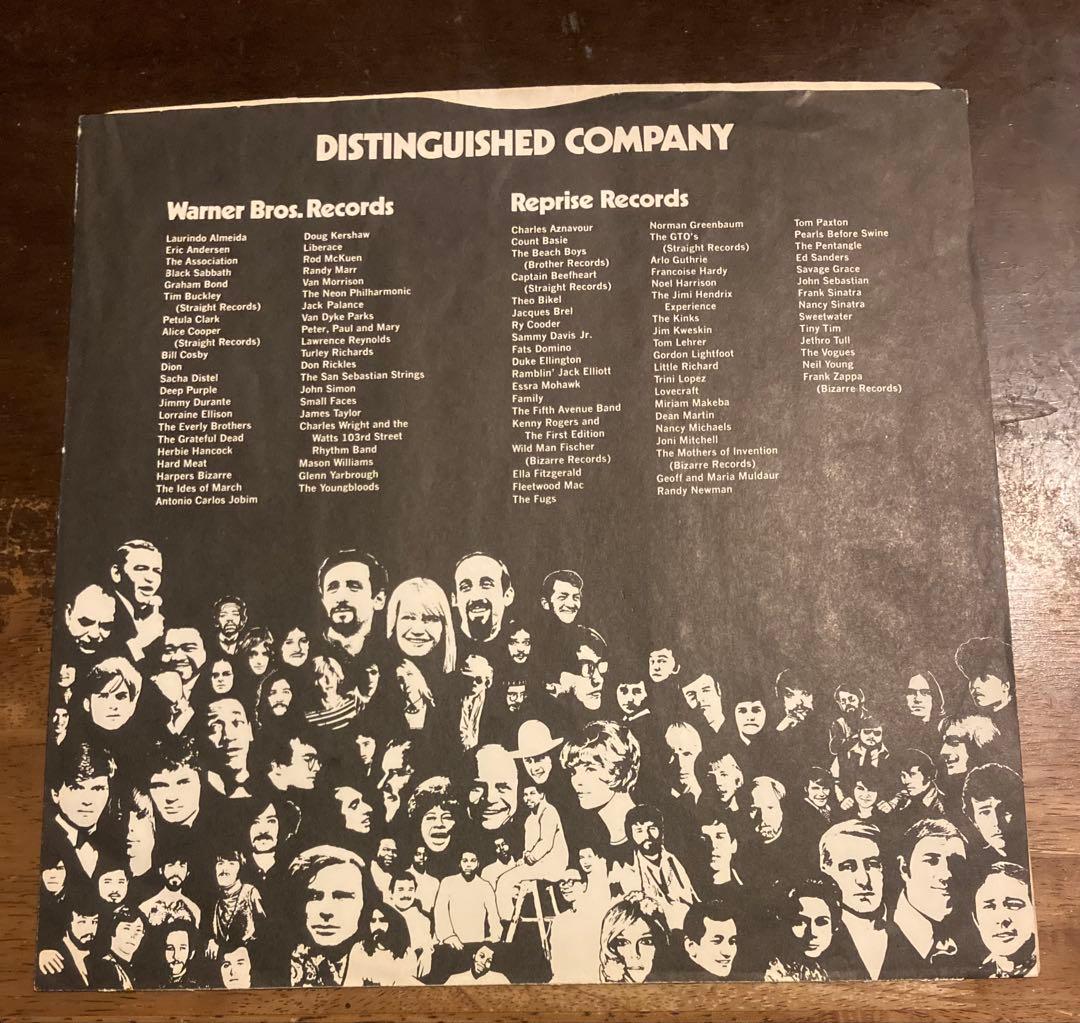 DISTINGUISHED COMPANY
Warner Bros. Records
Laurindo Almeida
Eric Andersen
The Association
Black Sabbath
Graham Bond
Tim Buckley
(Straight Records)
Petula Clark
Alice Cooper
(Straight Records)
Bill Cosby
Dion
Sacha Distel
Deep Purple
Jimmy Durante
Lorraine Ellison
The Everly Brothers
The Grateful Dead
Herbie Hancock
Hard Meat
Harpers Bizarre
The Ides of March
Antonio Carlos Jobim
Doug Kershaw
Liberace
Rod McKuen
Randy Marr
Van Morrison
The Neon Philharmonic
Jack Palance
Van Dyke Parks
Peter, Paul and Mary
Lawrence Reynolds
Turley Richards
Don Rickles
The San Sebastian Strings
John Simon
Small Faces
James Taylor
Charles Wright and the
Watts 103rd Street
Rhythm Band
Mason Williams
Glenn Yarbrough
The Youngbloods
Reprise Records
Charles Aznavour
Count Basie
The Beach Boys
(Brother Records)
Captain Beefheart
(Straight Records)
Theo Bikel
Jacques Brel
Ry Cooder
Sammy Davis Jr.
Fats Domino
Duke Ellington
Ramblin' Jack Elliott
Essra Mohawk
Family
The Fifth Avenue Band
Kenny Rogers and
The First Edition
Wild Man Fischer
(Bizarre Records)
Ella Fitzgerald
Fleetwood Mac
The Fugs
Norman Greenbaum
The GTO's
(Straight Records)
Arlo Guthrie
Francoise Hardy
Noel Harrison
The Jimi Hendrix
Experience
The Kinks
Jim Kweskin
Tom Lehrer
Gordon Lightfoot
Little Richard
Trini Lopez
Lovecraft
Miriam Makeba
Dean Martin
Nancy Michaels
Joni Mitchell
The Mothers of Invention
(Bizarre Records)
Geoff and Maria Muldaur
Randy Newman
Tom Paxton
Pearls Before Swine
The Pentangle
Ed Sanders
Savage Grace
John Sebastian
Frank Sinatra
Nancy Sinatra
Sweetwater
Tiny Tim
Jethro Tull
The Vogues
Neil Young
Frank Zappa
(Bizarre Records)